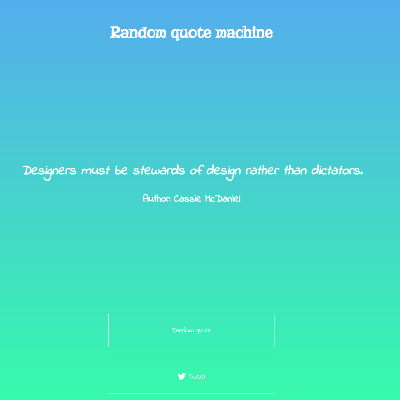 Random quote machine
Designers must be stewards of design rather than dictators.
Author: Cassie McDaniel
Random quote
Tweet